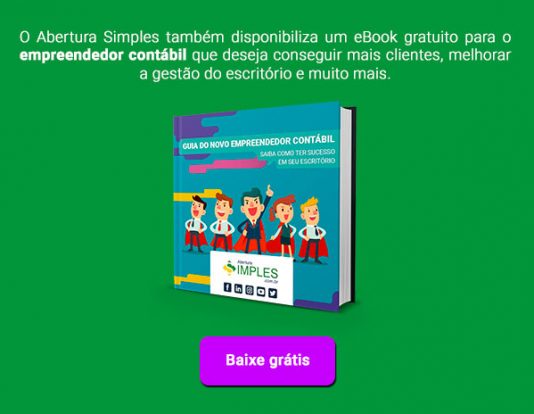 O Abertura Simples também disponibiliza um eBook gratuito para o
empreendedor contábil que deseja conseguir mais clientes, melhorar
a gestão do escritório e muito mais.
GUIA DO NOVO EMPREENDEDOR CONTÁBIL
SAIBA COMO TER SUCESSO
EM SEU ESCRITÓRIO
Abertura
SIMPLES
.com.br
Baixe grátis